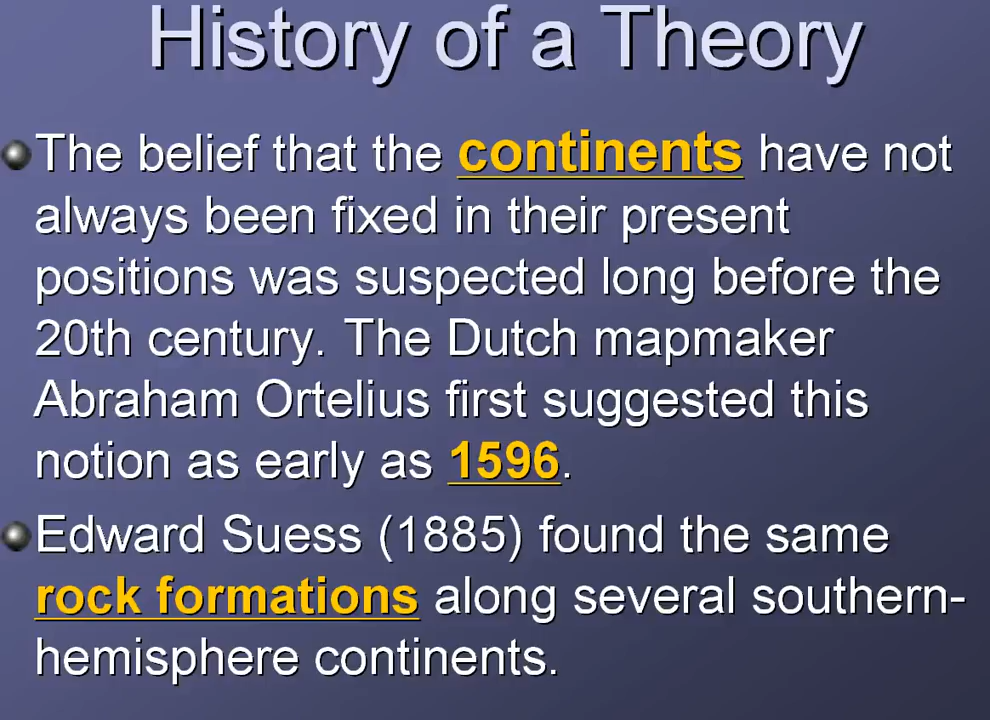 History of a Theory
The belief that the continents have not
always been fixed in their present
positions was suspected long before the
20th century. The Dutch mapmaker
Abraham Ortelius first suggested this
notion as early as 1596.
Edward Suess (1885) found the same
rock formations along several southern-
hemisphere continents.